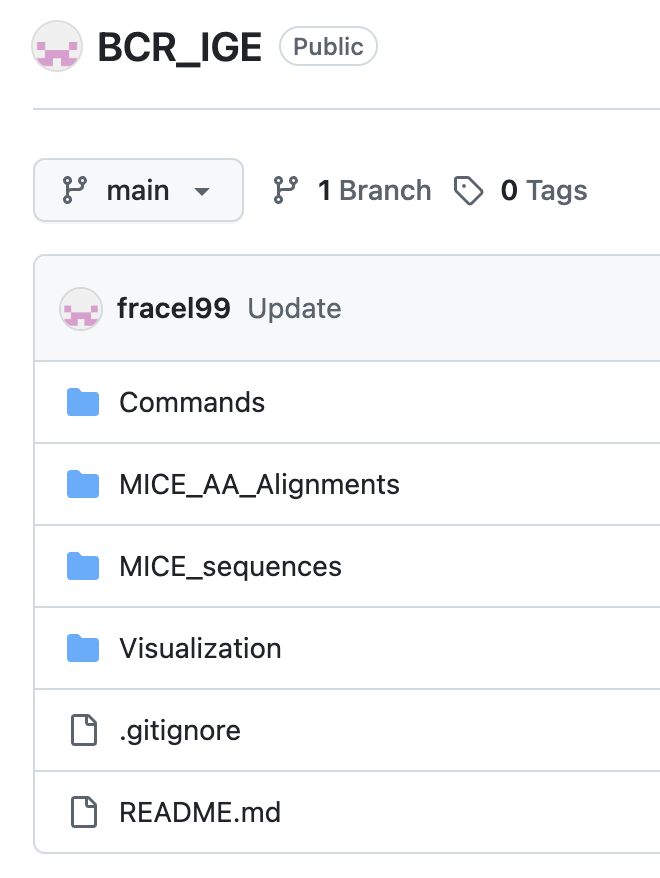 BCR_IGE Public
main 1 Branch 0 Tags
fracel99 Update
Commands
MICE_AA_Alignments
MICE_sequences
Visualization
.gitignore
README.md